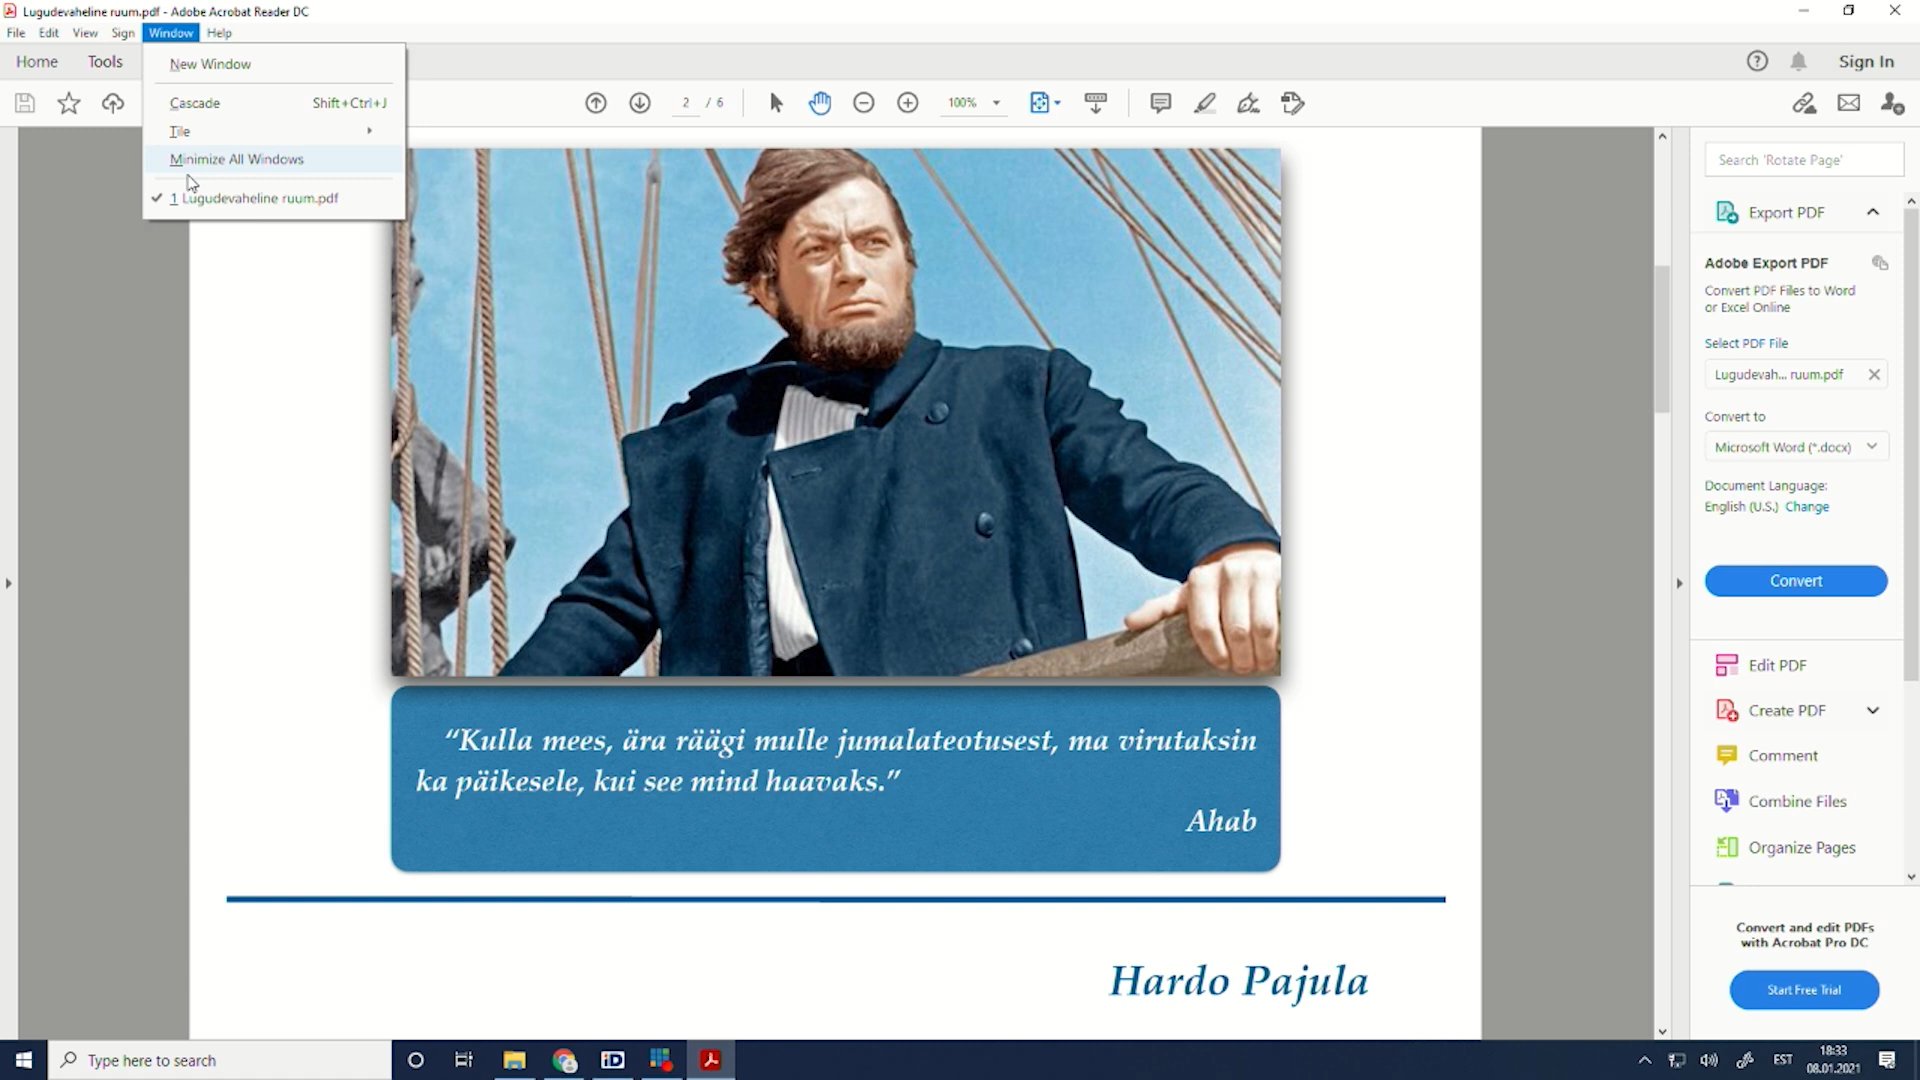 Lugudevaheline ruum.pdf - Adobe Acrobat Reader DC
File Edit View Sign Window Help
Home Tools
Sign In
New Window
Cascade Shift+Ctrl+J
Tile
Minimize All Windows
1 Lugudevaheline ruum.pdf
2 / 6
100%
Search 'Rotate Page'
Export PDF
Adobe Export PDF
Convert PDF Files to Word
or Excel Online
Select PDF File
Lugudevah... ruum.pdf
Convert to
Microsoft Word (*.docx)
Document Language:
English (U.S.) Change
Convert
Edit PDF
Create PDF
Comment
Combine Files
Organize Pages
Convert and edit PDFs
with Acrobat Pro DC
Start Free Trial
“Kulla mees, ära räägi mulle jumalateotusest, ma virutaksin
ka päikesele, kui see mind haavaks.”
Ahab
Hardo Pajula
Type here to search
iD
EST
18:33
08.01.2021